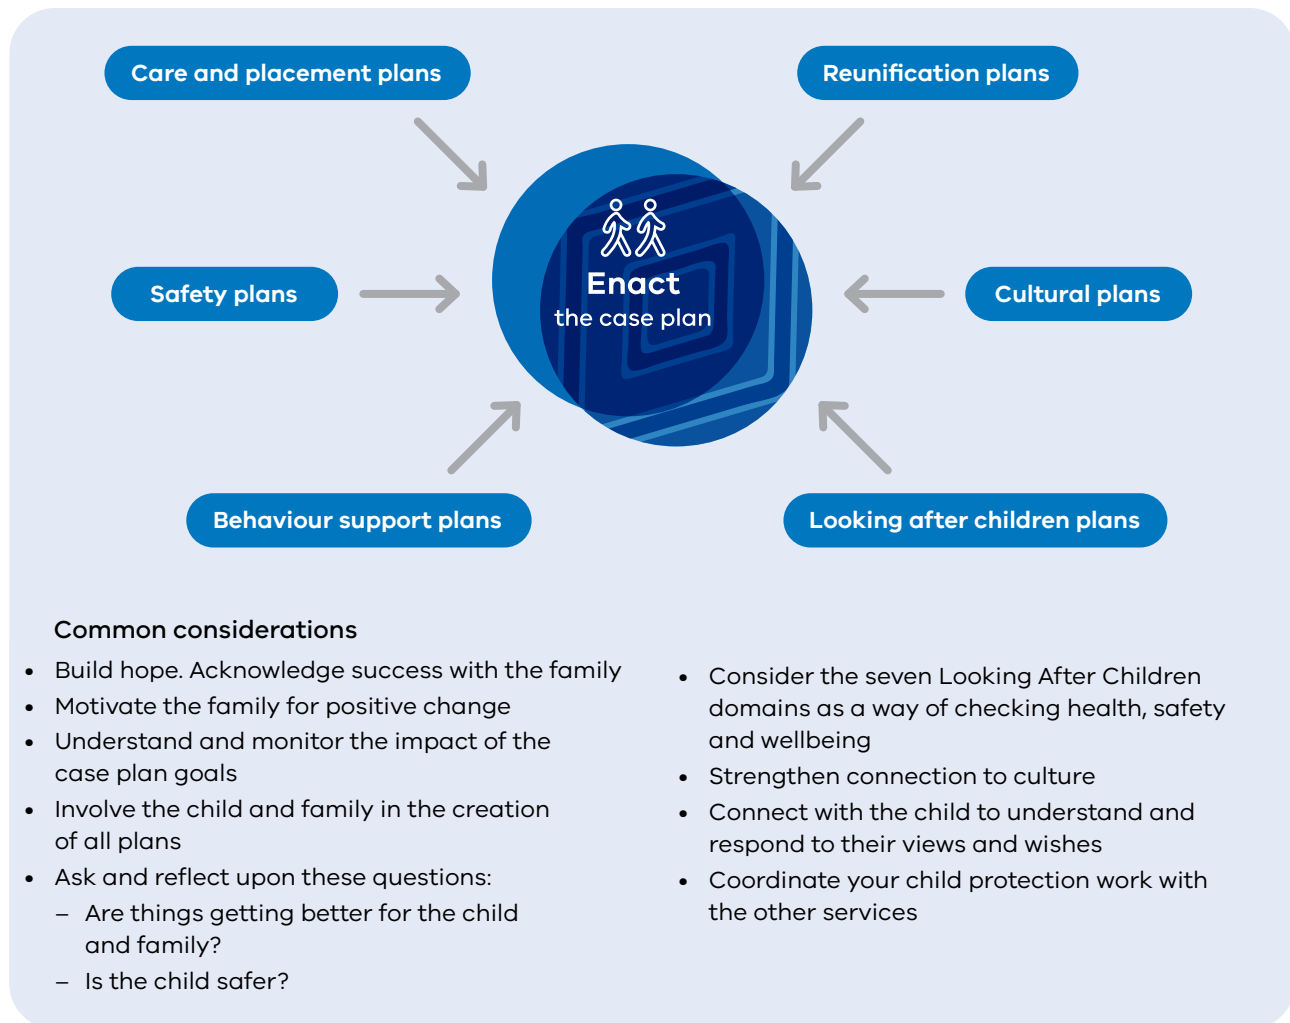 Care and placement plans
Reunification plans
Enact
the case plan
Safety plans
Cultural plans
Behaviour support plans
Looking after children plans
Common considerations
• Build hope. Acknowledge success with the family
• Motivate the family for positive change
• Understand and monitor the impact of the
case plan goals
• Involve the child and family in the creation
of all plans
• Ask and reflect upon these questions:
– Are things getting better for the child
and family?
– Is the child safer?
• Consider the seven Looking After Children
domains as a way of checking health, safety
and wellbeing
• Strengthen connection to culture
• Connect with the child to understand and
respond to their views and wishes
• Coordinate your child protection work with
the other services